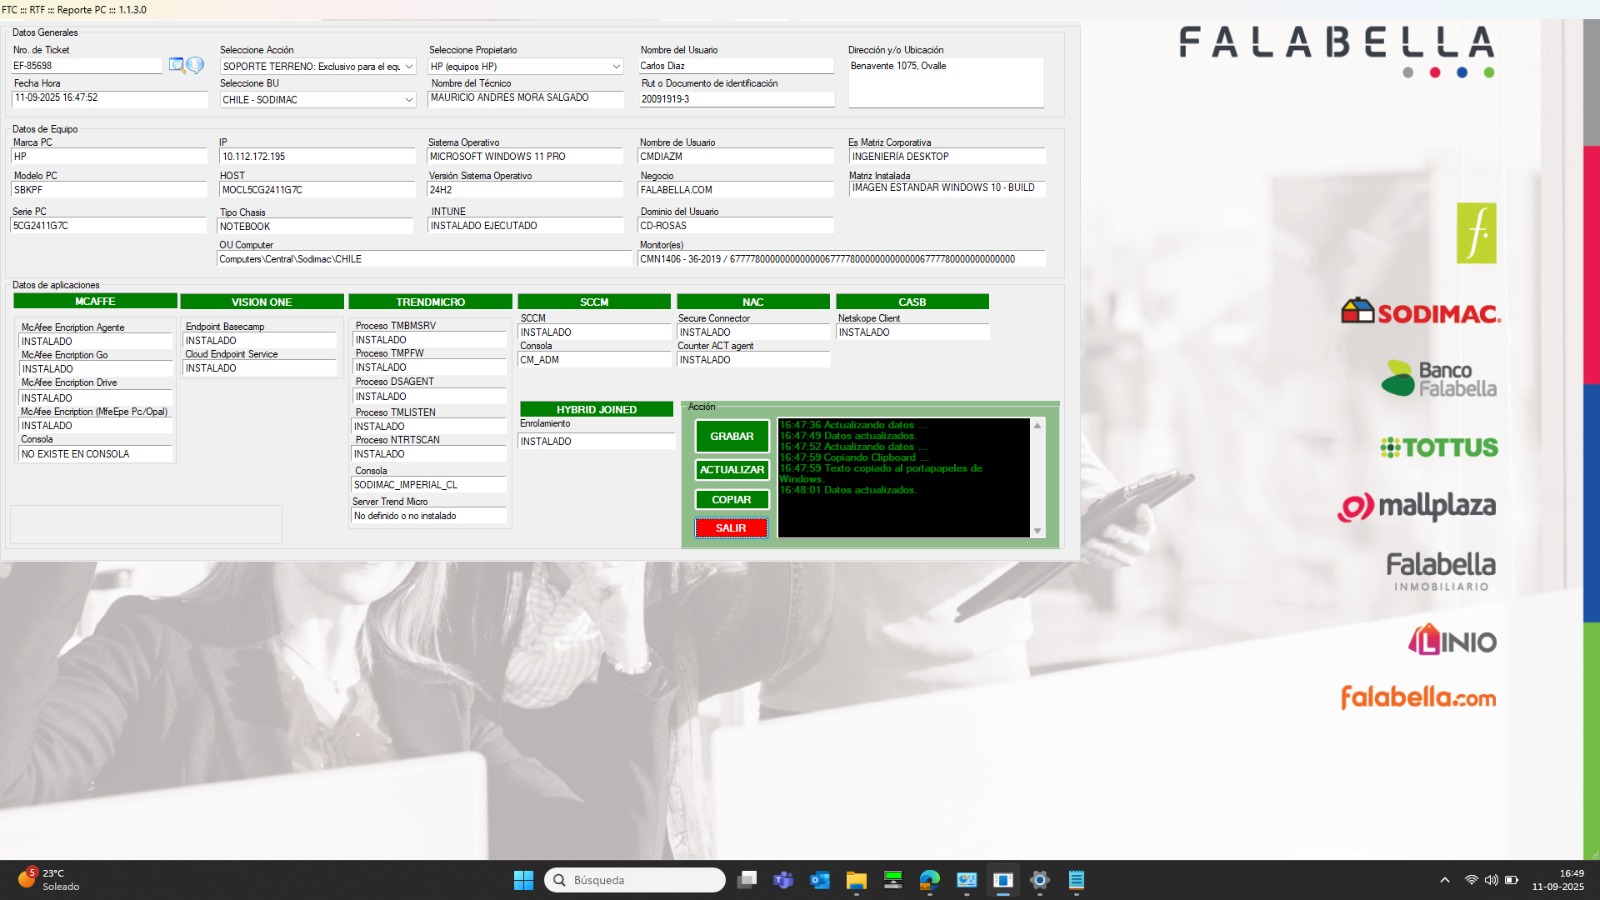 FTC ::: RTF ::: Reporte PC ::: 1.1.3.0
Datos Generales
Nro. de Ticket
EF-85698
Seleccione Acción
SOPORTE TERRENO: Exclusivo para el eq
Seleccione Propietario
HP (equipos HP)
Nombre del Usuario
Carlos Diaz
Dirección y/o Ubicación
Benavente 1075, Ovalle
Fecha Hora
11-09-2025 16:47:52
Seleccione BU
CHILE - SODIMAC
Nombre del Técnico
MAURICIO ANDRES MORA SALGADO
Rut o Documento de identificación
20091919-3
Datos de Equipo
Marca PC
HP
IP
10.112.172.195
Sistema Operativo
MICROSOFT WINDOWS 11 PRO
Nombre de Usuario
CMDIAZM
Es Matriz Corporativa
INGENIERÍA DESKTOP
Modelo PC
SBKPF
HOST
MOCL5CG2411G7C
Versión Sistema Operativo
24H2
Negocio
FALABELLA.COM
Matriz Instalada
IMAGEN ESTANDAR WINDOWS 10 - BUILD
Serie PC
5CG2411G7C
Tipo Chasis
NOTEBOOK
INTUNE
INSTALADO EJECUTADO
Dominio del Usuario
CD-ROSAS
OU Computer
Computers\Central\Sodimac\CHILE
Monitor(es)
CMN1406 - 36-2019 /
Datos de aplicaciones
MCAFFE
McAfee Encription Agente
INSTALADO
McAfee Encription Go
INSTALADO
McAfee Encription Drive
INSTALADO
McAfee Encription (MfeEpe Pc/Opal)
INSTALADO
Consola
NO EXISTE EN CONSOLA
VISION ONE
Endpoint Basecamp
INSTALADO
Cloud Endpoint Service
INSTALADO
TRENDMICRO
Proceso TMBMSRV
INSTALADO
Proceso TMPFW
INSTALADO
Proceso DSAGENT
INSTALADO
Proceso TMLISTEN
INSTALADO
Proceso NTRTSCAN
INSTALADO
Consola
SODIMAC_IMPERIAL_CL
Server Trend Micro
No definido o no instalado
SCCM
SCCM
INSTALADO
Consola
CM_ADM
NAC
Secure Connector
INSTALADO
Counter ACT agent
INSTALADO
CASB
Netskope Client
INSTALADO
HYBRID JOINED
Enrolamiento
INSTALADO
Acción
GRABAR
ACTUALIZAR
COPIAR
SALIR
16:47:36 Actualizando datos ...
16:47:49 Datos actualizados.
16:47:52 Actualizando datos ...
16:47:59 Copiando Clipboard ...
16:47:59 Texto copiado al portapapeles de
Windows.
16:48:01 Datos actualizados.
FALABELLA
f.
SODIMAC.
Banco
Falabella
TOTTUS
mallplaza
Falabella
INMOBILIARIO
LINIO
falabella.com
5
23°C
Soleado
Búsqueda
16:49
11-09-2025